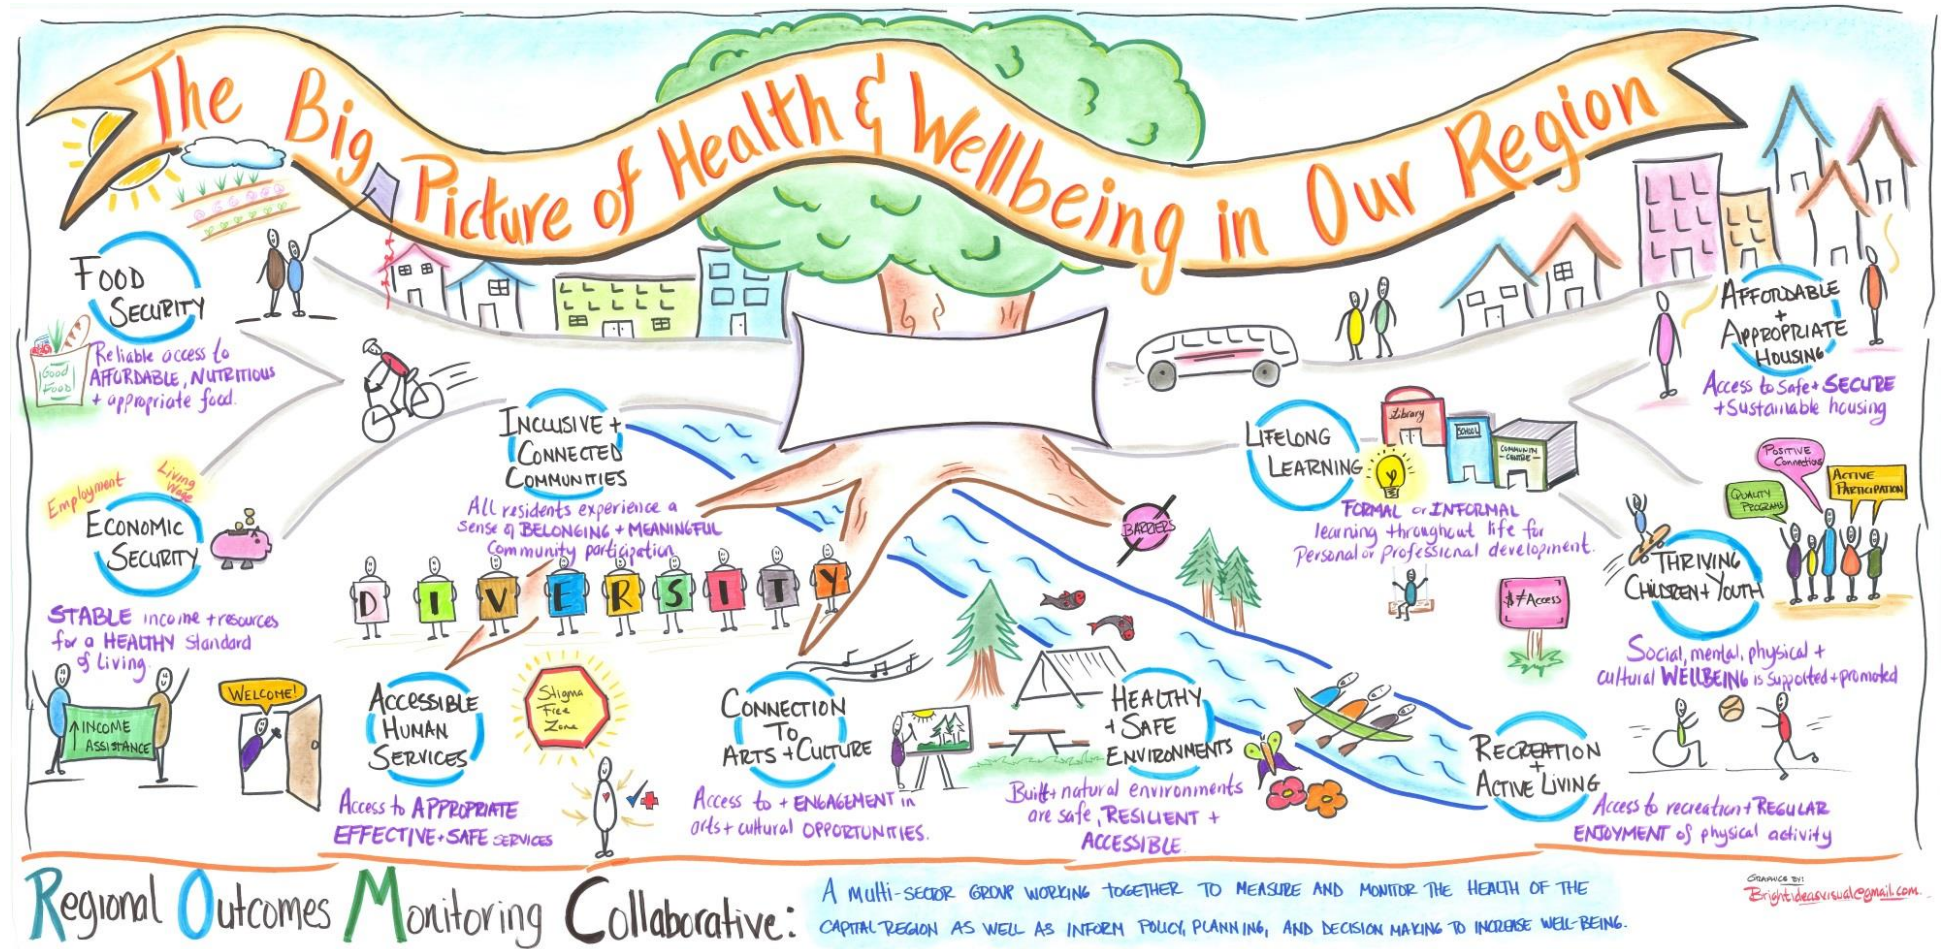 The Big Picture of Health & Wellbeing in Our Region
FOOD
SECURITY
Good
Food
Reliable access to
AFFORDABLE, NUTRITIOUS
+ appropriate food.
Employment
Living
Wage
ECONOMIC
SECURITY
STABLE income + resources
for a HEALTHY standard
of Living.
↑INCOME
ASSISTANCE
WELCOME!
INCLUSIVE +
CONNECTED
COMMUNITIES
All residents experience a
sense of BELONGING + MEANINGFUL
Community participation
DIVERSITY
ACCESSIBLE
HUMAN
SERVICES
Access to APPROPRIATE
EFFECTIVE + SAFE SERVICES
Stigma
Free
Zone
CONNECTION
TO
ARTS + CULTURE
Access to + ENGAGEMENT in
arts + cultural OPPORTUNITIES.
HEALTHY
+ SAFE
ENVIRONMENTS
Built + natural environments
are safe, RESILIENT +
ACCESSIBLE.
BARRIERS
LIFELONG
LEARNING
Library
SCHOOL
COMMUNITY
CENTRE
FORMAL or INFORMAL
learning throughout life for
Personal or Professional development.
$≠Access
AFFORDABLE
+
APPROPRIATE
HOUSING
Access to Safe + SECURE
+ Sustainable housing
POSITIVE
Connections
QUALITY
PROGRAMS
ACTIVE
PARTICIPATION
THRIVING
CHILDREN + YOUTH
Social, mental, physical +
cultural WELLBEING is supported + promoted
RECREATION
+
ACTIVE LIVING
Access to recreation + REGULAR
ENJOYMENT of physical activity
Regional Outcomes Monitoring Collaborative:
A MULTI-SECTOR GROUP WORKING TOGETHER TO MEASURE AND MONITOR THE HEALTH OF THE
CAPITAL REGION AS WELL AS INFORM POLICY, PLANNING, AND DECISION MAKING TO INCREASE WELL-BEING.
GRAPHICS BY:
Brightideasvisual@gmail.com